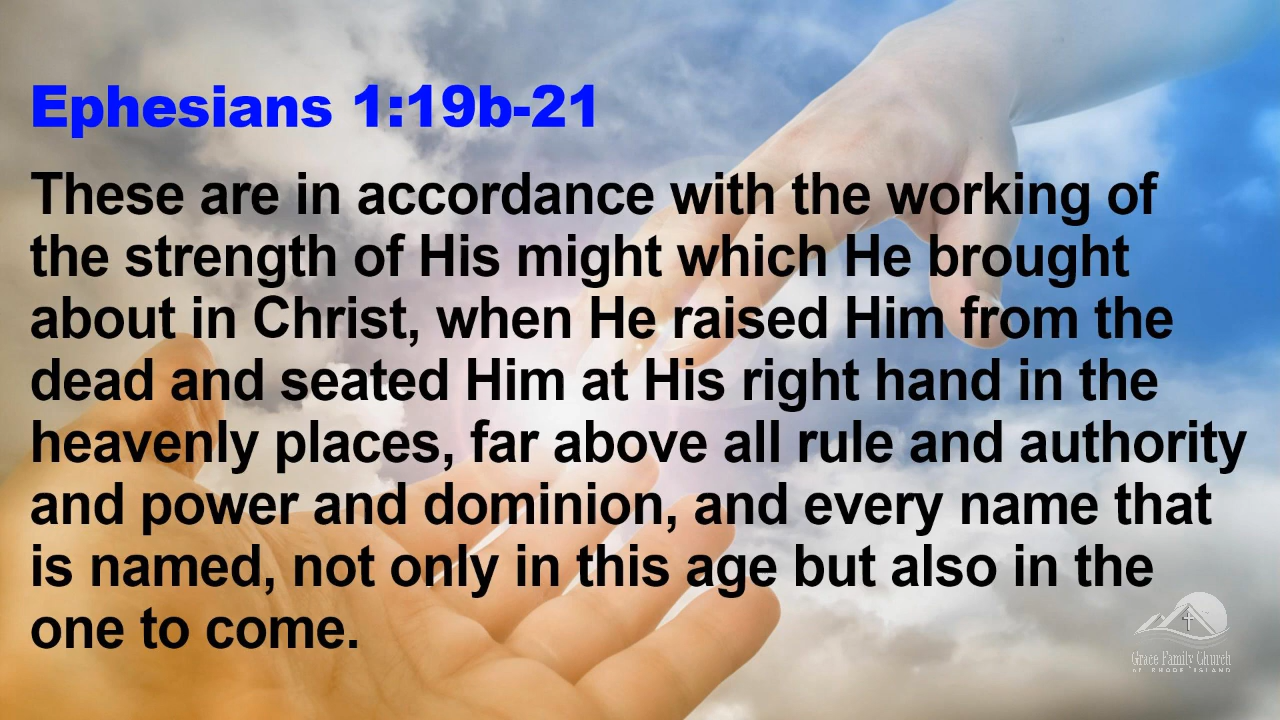 Ephesians 1:19b-21
These are in accordance with the working of
the strength of His might which He brought
about in Christ, when He raised Him from the
dead and seated Him at His right hand in the
heavenly places, far above all rule and authority
and power and dominion, and every name that
is named, not only in this age but also in the
one to come.
Grace Family Church
OF RHODE ISLAND